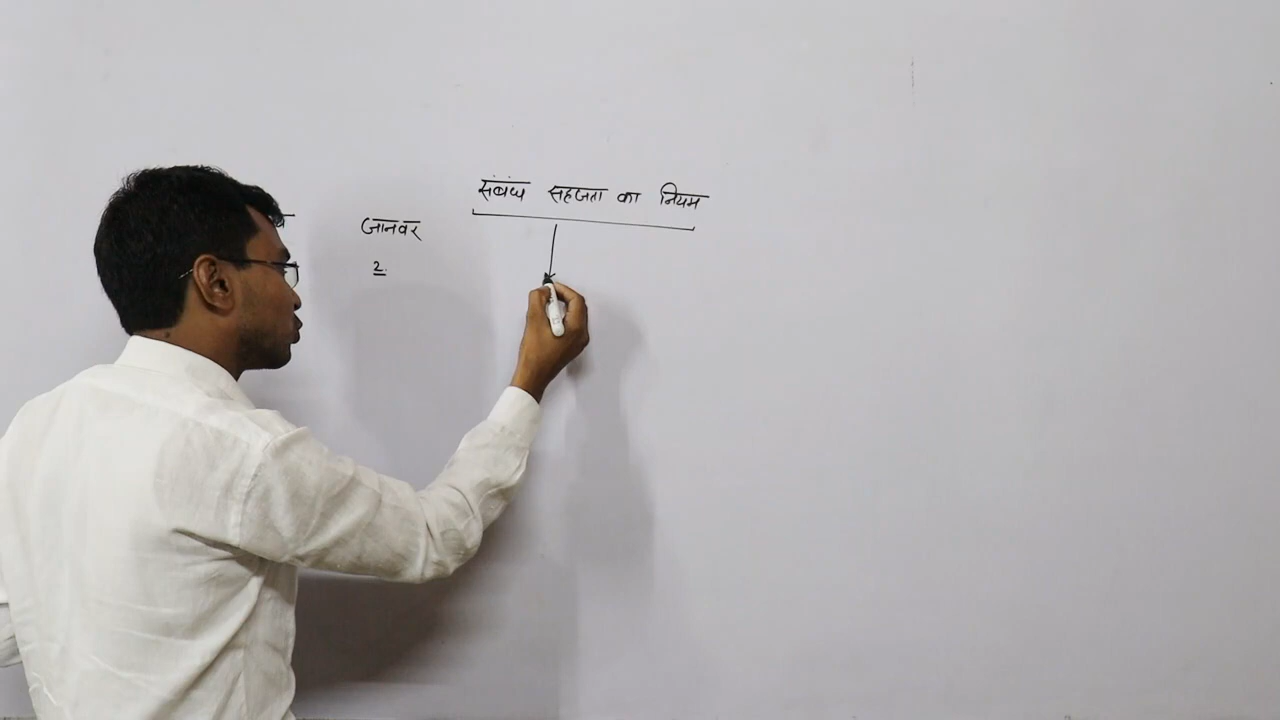 संबंध सहजता का नियम
जानवर
2.